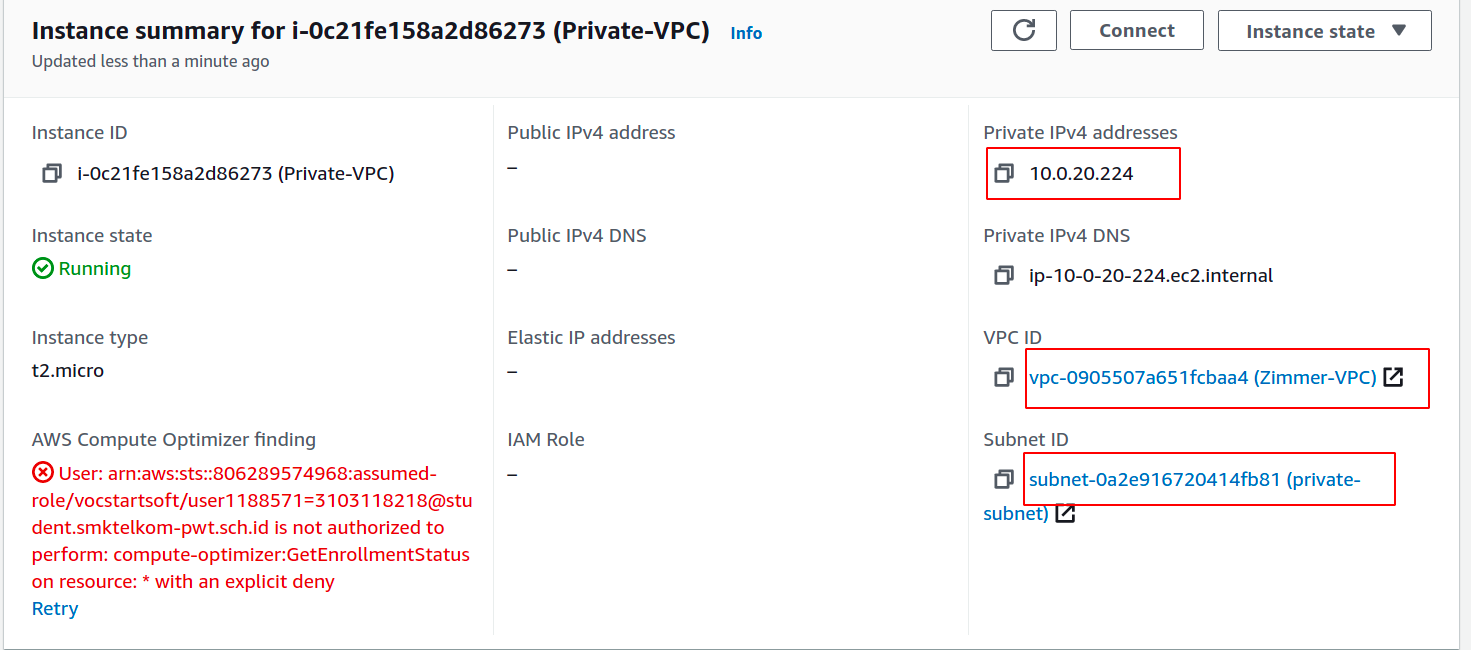 Instance summary for i-0c21fe158a2d86273 (Private-VPC) Info
Updated less than a minute ago
Connect
Instance state
Instance ID
i-0c21fe158a2d86273 (Private-VPC)
Public IPv4 address
–
Private IPv4 addresses
10.0.20.224
Instance state
Running
Public IPv4 DNS
–
Private IPv4 DNS
ip-10-0-20-224.ec2.internal
Instance type
t2.micro
Elastic IP addresses
–
VPC ID
vpc-0905507a651fcbaa4 (Zimmer-VPC)
AWS Compute Optimizer finding
User: arn:aws:sts::806289574968:assumed-
role/vocstartsoft/user1188571=3103118218@stu
dent.smktelkom-pwt.sch.id is not authorized to
perform: compute-optimizer:GetEnrollmentStatus
on resource: * with an explicit deny
Retry
IAM Role
–
Subnet ID
subnet-0a2e916720414fb81 (private-
subnet)